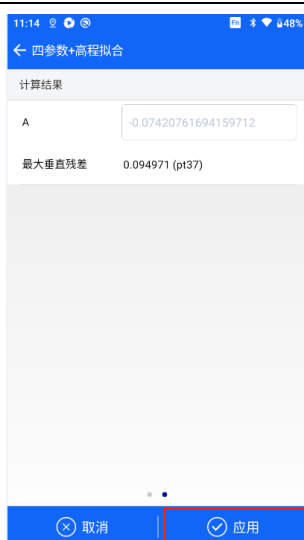 11:14 Fn 48%
四参数+高程拟合
计算结果
A -0.07420761694159712
最大垂直残差 0.094971 (pt37)
取消 应用